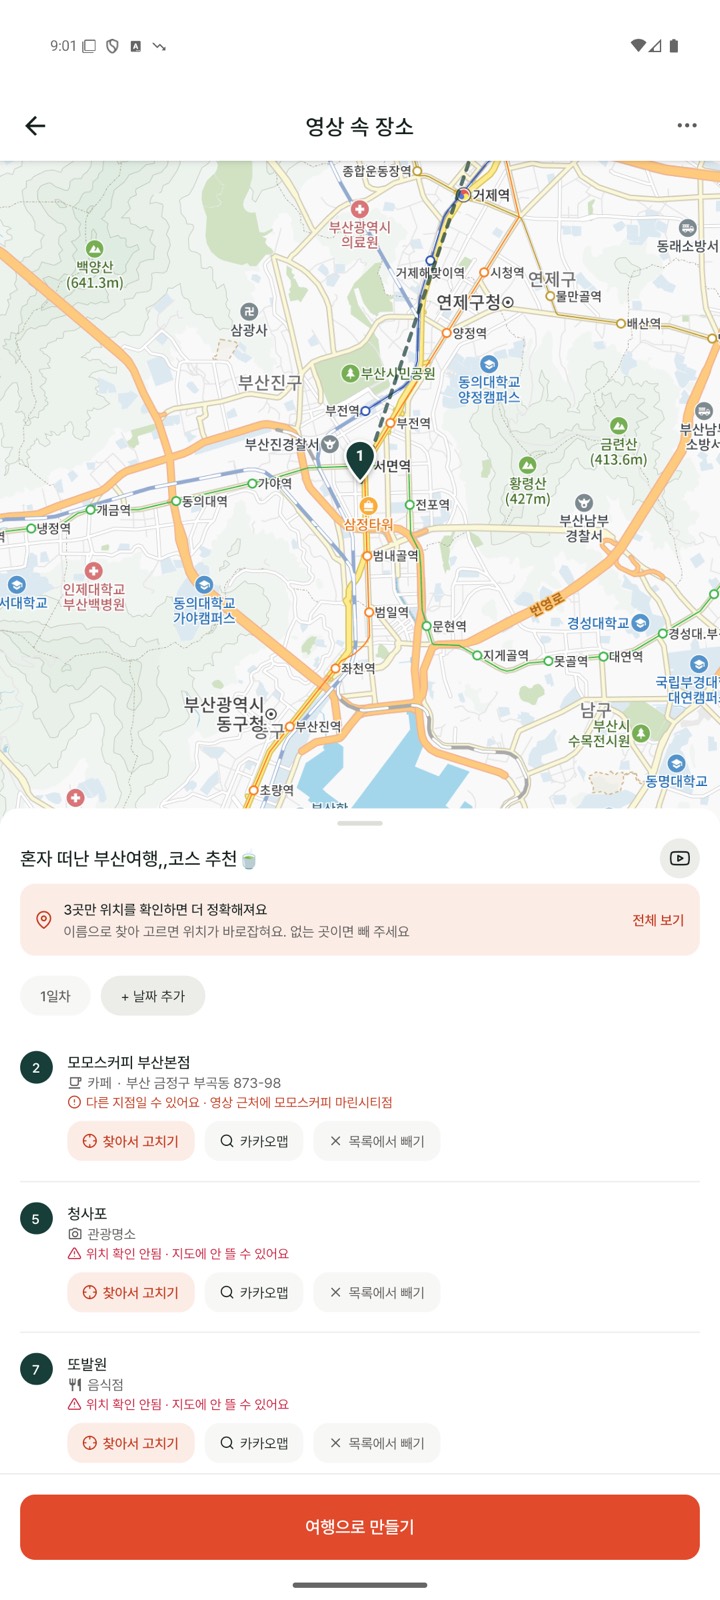 9:01
영상 속 장소
종합운동장역
거제역
부산광역시
의료원
동래소방서
백양산
(641.3m)
거제해맞이역
시청역
연제구
물만골역
연제구청
삼광사
양정역
배산역
부산시민공원
동의대학교
양정캠퍼스
부산진구
부전역
부전역
금련산
(413.6m)
부산진경찰서
1
서면역
황령산
(427m)
가야역
동의대역
개금역
냉정역
전포역
삼정타워
부산남부
경찰서
범내골역
인제대학교
부산백병원
동의대학교
가야캠퍼스
서대학교
번영로
범일역
문현역
경성대학교
지게골역
못골역
대연역
좌천역
부산광역시
동구청
동구
부산진역
남구
부산시
수목전시원
동명대학교
초량역
혼자 떠난 부산여행,,코스 추천🍵
3곳만 위치를 확인하면 더 정확해져요
이름으로 찾아 고르면 위치가 바로잡혀요. 없는 곳이면 빼 주세요
전체 보기
1일차
+ 날짜 추가
2
모모스커피 부산본점
카페 · 부산 금정구 부곡동 873-98
다른 지점일 수 있어요 · 영상 근처에 모모스커피 마린시티점
찾아서 고치기
카카오맵
목록에서 빼기
5
청사포
관광명소
위치 확인 안됨 · 지도에 안 뜰 수 있어요
찾아서 고치기
카카오맵
목록에서 빼기
7
또발원
음식점
위치 확인 안됨 · 지도에 안 뜰 수 있어요
찾아서 고치기
카카오맵
목록에서 빼기
여행으로 만들기